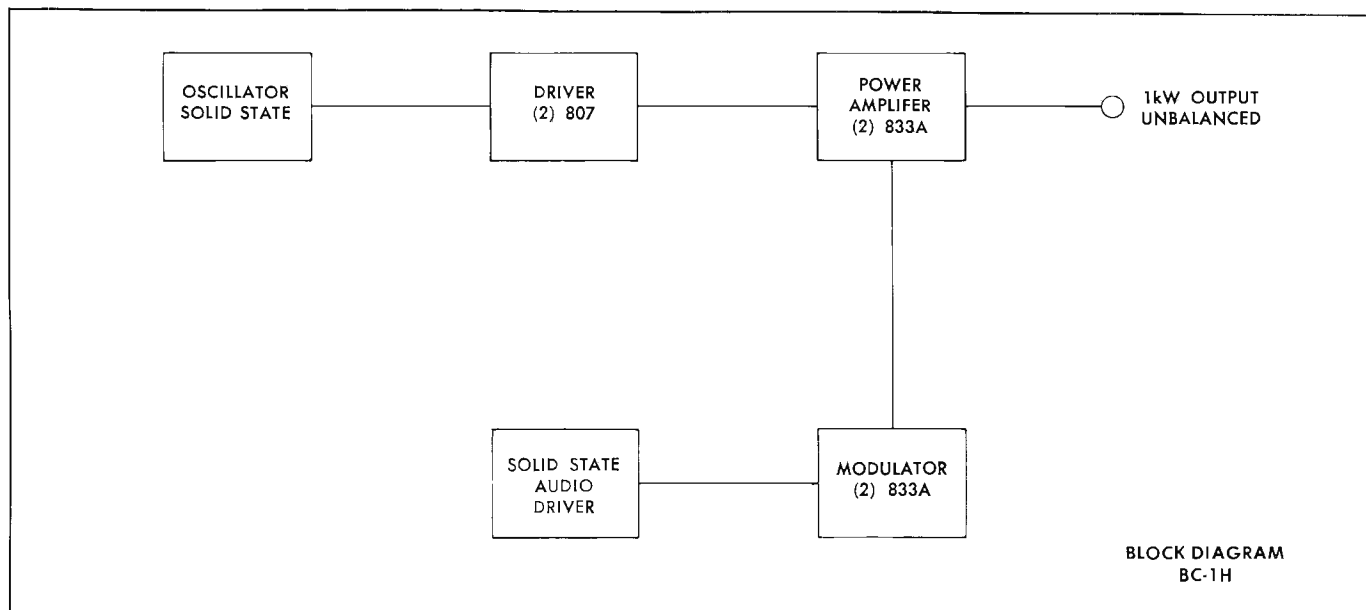 OSCILLATOR
SOLID STATE
DRIVER
(2) 807
POWER
AMPLIFER
(2) 833A
1kW OUTPUT
UNBALANCED
SOLID STATE
AUDIO
DRIVER
MODULATOR
(2) 833A
BLOCK DIAGRAM
BC-1H